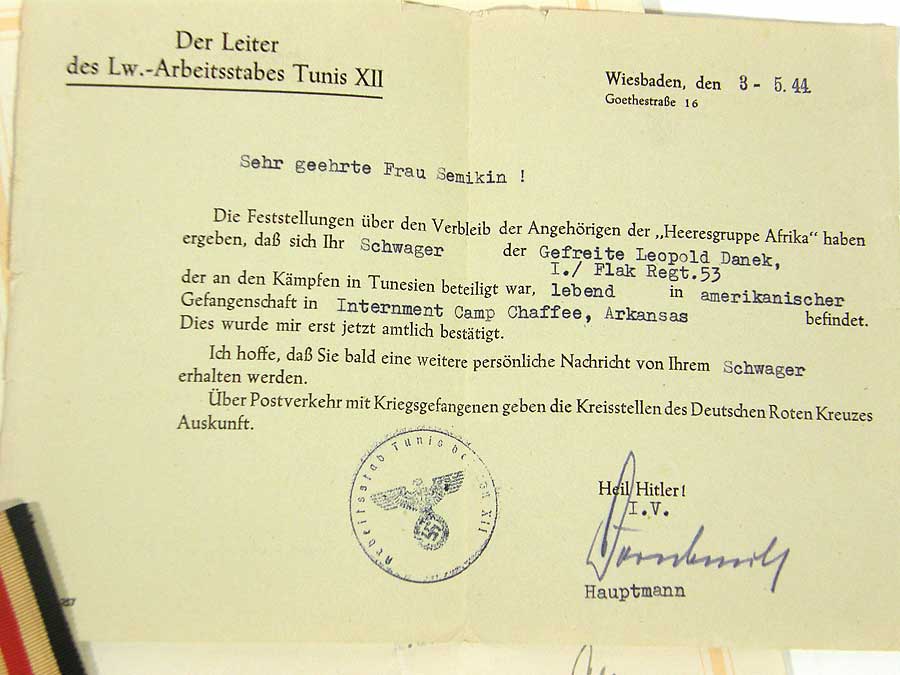 Der Leiter
des Lw.-Arbeitsstabes Tunis XII
Wiesbaden, den 3 - 5. 44
Goethestraße 16
Sehr geehrte Frau Semikin !
Die Feststellungen über den Verbleib der Angehörigen der „Heeresgruppe Afrika“ haben
ergeben, daß sich Ihr Schwager der Gefreite Leopold Danek,
I./ Flak Regt.53
der an den Kämpfen in Tunesien beteiligt war, lebend in amerikanischer
Gefangenschaft in Internment Camp Chaffee, Arkansas befindet.
Dies wurde mir erst jetzt amtlich bestätigt.
Ich hoffe, daß Sie bald eine weitere persönliche Nachricht von Ihrem Schwager
erhalten werden.
Über Postverkehr mit Kriegsgefangenen geben die Kreisstellen des Deutschen Roten Kreuzes
Auskunft.
Arbeitsstab Tunis XII
Heil Hitler!
I.V.
Hauptmann